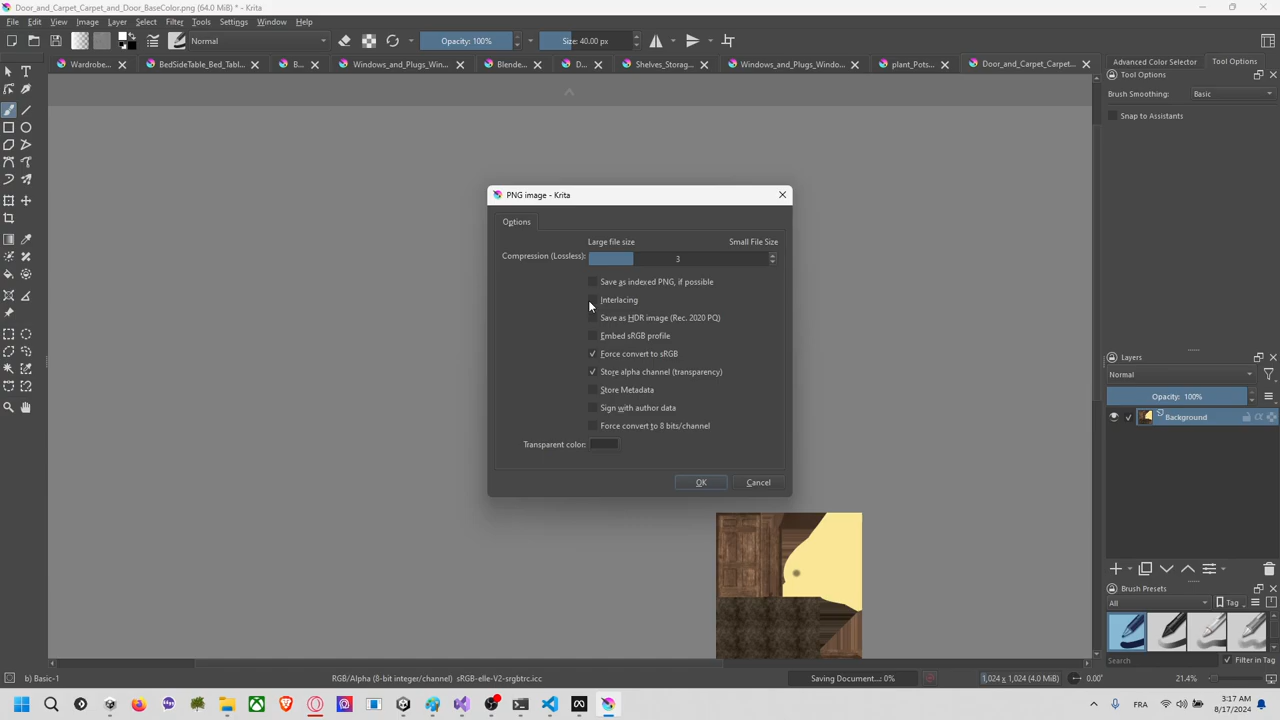 Door_and_Carpet_Carpet_and_Door_BaseColor.png (64.0 MiB) * - Krita
File Edit View Image Layer Select Filter Tools Settings Window Help
Normal Opacity: 100% Size: 40.00 px
Wardrobe... BedSideTable_Bed_Tabl... B... Windows_and_Plugs_Win... Blende... D... Shelves_Storag... Windows_and_Plugs_Windo... plant_Pots... Door_and_Carpet_Carpet...
Advanced Color Selector Tool Options
Tool Options
Brush Smoothing: Basic
Snap to Assistants
PNG image - Krita
Options
Large file size Small File Size
Compression (Lossless): 3
Save as indexed PNG, if possible
Interlacing
Save as HDR image (Rec. 2020 PQ)
Embed sRGB profile
Force convert to sRGB
Store alpha channel (transparency)
Store Metadata
Sign with author data
Force convert to 8 bits/channel
Transparent color:
OK Cancel
Layers
Normal
Opacity: 100%
Background
Brush Presets
All Tag
Search Filter in Tag
b) Basic-1 RGB/Alpha (8-bit integer/channel) sRGB-elle-V2-srgbtrc.icc Saving Document...: 0% 1,024 x 1,024 (4.0 MiB) 0.00° 21.4%
FRA 3:17 AM
8/17/2024